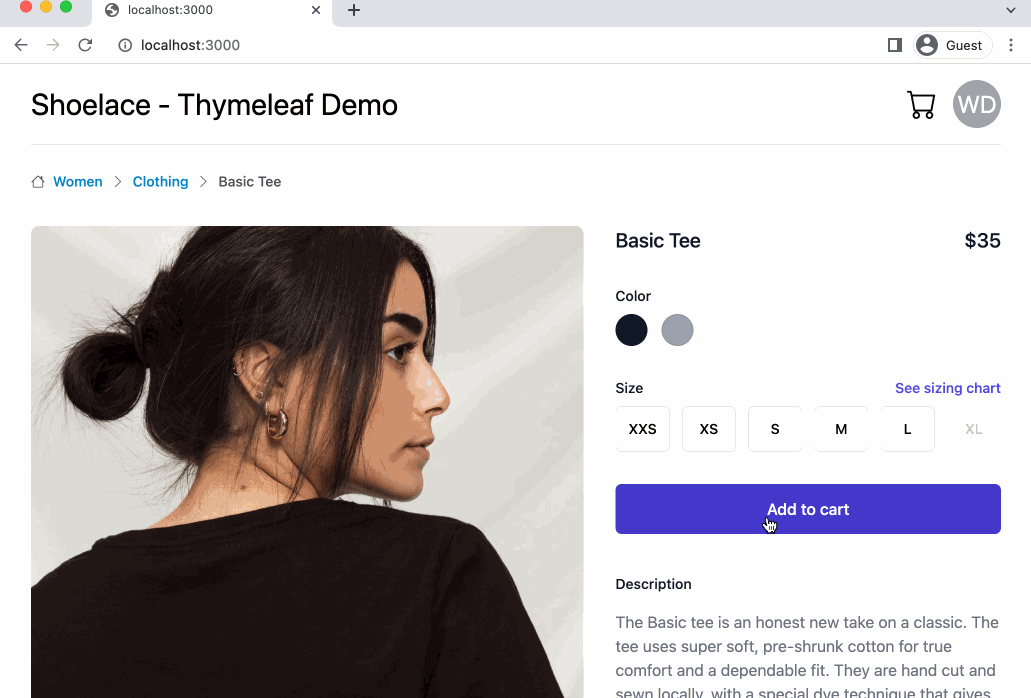 localhost:3000
localhost:3000
Guest
Shoelace - Thymeleaf Demo
WD
Women
Clothing
Basic Tee
Basic Tee
$35
Color
Size
See sizing chart
XXS
XS
S
M
L
XL
Add to cart
Description
The Basic tee is an honest new take on a classic. The
tee uses super soft, pre-shrunk cotton for true
comfort and a dependable fit. They are hand cut and
sewn locally, with a special dye technique that gives